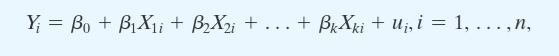 Yᵢ = β₀ + β₁X₁ᵢ + β₂X₂ᵢ + . . . + βₖXₖᵢ + uᵢ, i = 1, . . . , n,